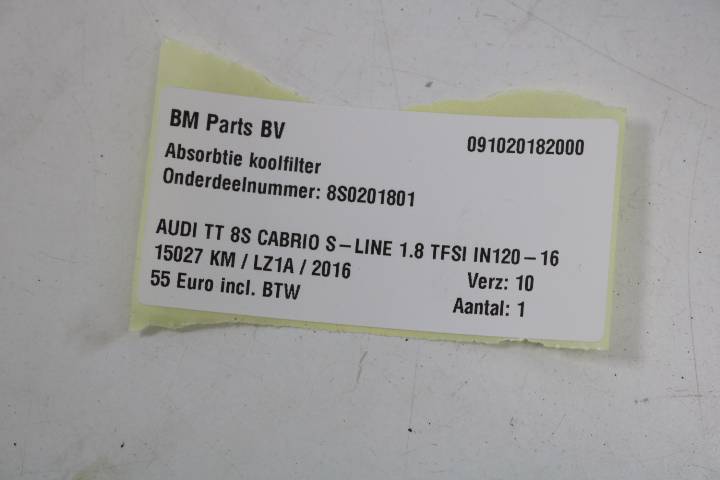 BM Parts BV 091020182000
Absorbtie koolfilter
Onderdeelnummer: 8S0201801
AUDI TT 8S CABRIO S-LINE 1.8 TFSI IN120-16
15027 KM / LZ1A / 2016 Verz: 10
55 Euro incl. BTW Aantal: 1